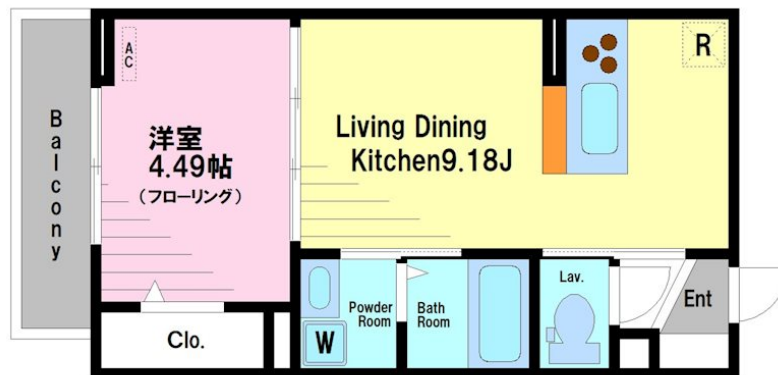 Balcony
AC
洋室
4.49帖
(フローリング)
Living Dining
Kitchen9.18J
R
Clo.
W
Powder
Room
Bath
Room
Lav.
Ent